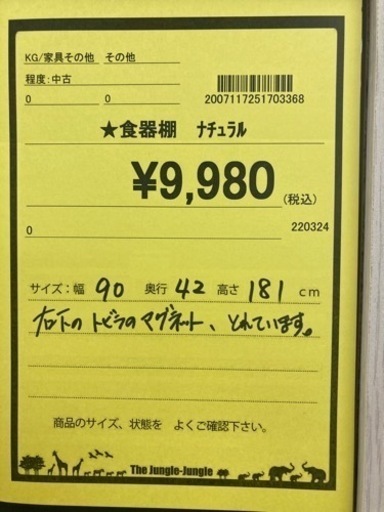 KG/家具その他 その他
程度:中古
0 0
2007117251703368
★食器棚 ナチュラル
¥9,980 (税込)
0 220324
サイズ:幅 90 奥行 42 高さ 181 cm
右下の トビラの マグネット、とれています。
商品のサイズ、状態を よくご確認下さい。
The Jungle-Jungle